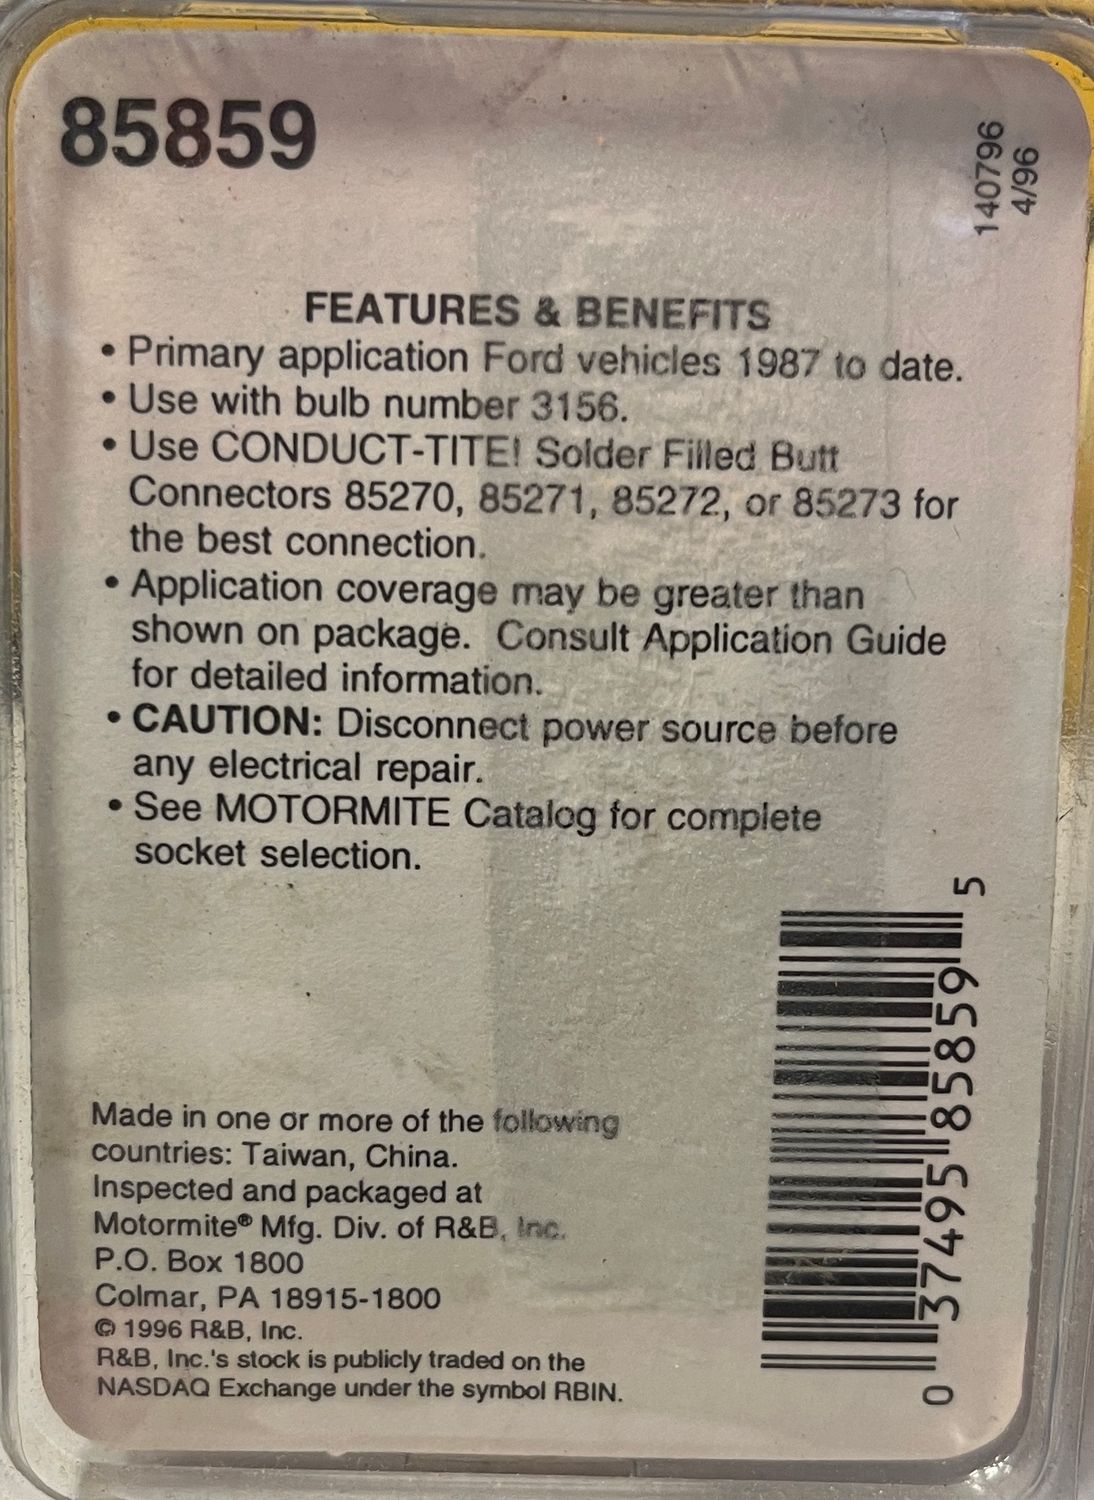 85859
140796
4/96
FEATURES & BENEFITS
• Primary application Ford vehicles 1987 to date.
• Use with bulb number 3156.
• Use CONDUCT-TITE! Solder Filled Butt
Connectors 85270, 85271, 85272, or 85273 for
the best connection.
• Application coverage may be greater than
shown on package. Consult Application Guide
for detailed information.
• CAUTION: Disconnect power source before
any electrical repair.
• See MOTORMITE Catalog for complete
socket selection.
Made in one or more of the following
countries: Taiwan, China.
Inspected and packaged at
Motormite® Mfg. Div. of R&B, Inc.
P.O. Box 1800
Colmar, PA 18915-1800
© 1996 R&B, Inc.
R&B, Inc.'s stock is publicly traded on the
NASDAQ Exchange under the symbol RBIN.
0 37495 85859 5